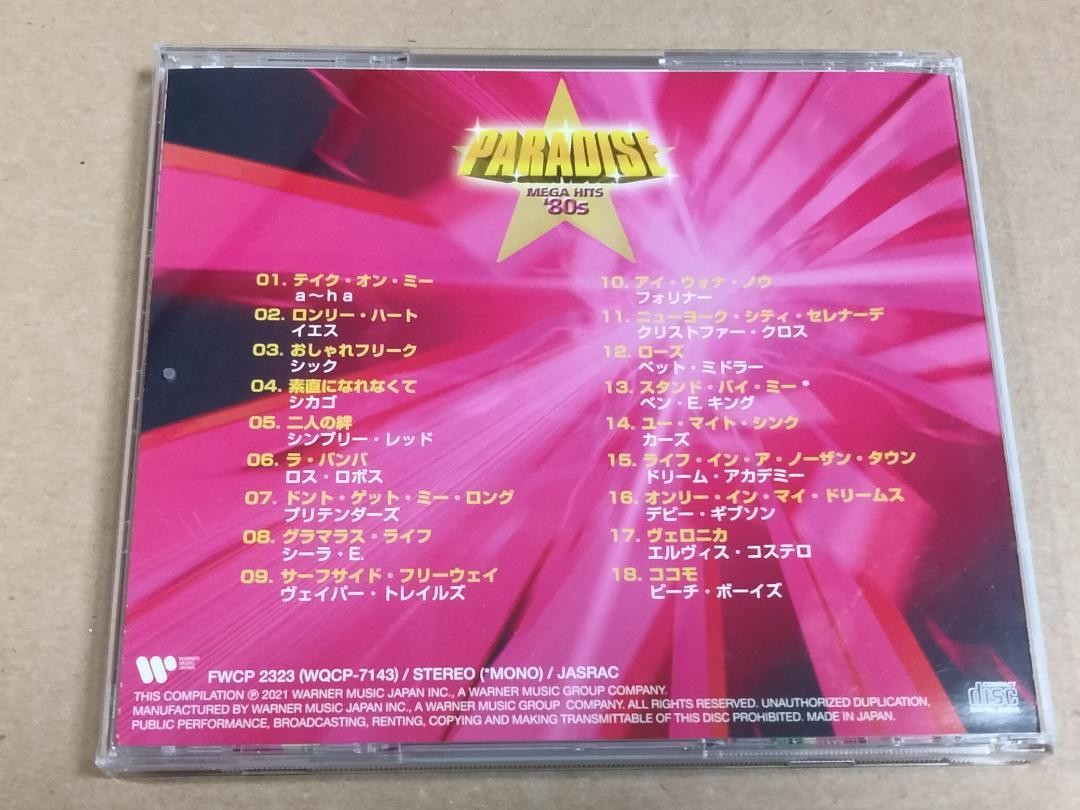 PARADISE
MEGA HITS
'80s
01. テイク・オン・ミー
a〜ha
02. ロンリー・ハート
イエス
03. おしゃれフリーク
シック
04. 素直になれなくて
シカゴ
05. 二人の絆
シンプリー・レッド
06. ラ・バンバ
ロス・ロボス
07. ドント・ゲット・ミー・ロング
プリテンダーズ
08. グラマラス・ライフ
シーラ・E.
09. サーフサイド・フリーウェイ
ヴェイパー・トレイルズ
10. アイ・ウォナ・ノウ
フォリナー
11. ニューヨーク・シティ・セレナーデ
クリストファー・クロス
12. ローズ
ベット・ミドラー
13. スタンド・バイ・ミー *
ベン・E. キング
14. ユー・マイト・シンク
カーズ
15. ライフ・イン・ア・ノーザン・タウン
ドリーム・アカデミー
16. オンリー・イン・マイ・ドリームス
デビー・ギブソン
17. ヴェロニカ
エルヴィス・コステロ
18. ココモ
ビーチ・ボーイズ
WARNER
MUSIC
JAPAN
FWCP 2323 (WQCP-7143) / STEREO (*MONO) / JASRAC
THIS COMPILATION ℗ 2021 WARNER MUSIC JAPAN INC., A WARNER MUSIC GROUP COMPANY.
MANUFACTURED BY WARNER MUSIC JAPAN INC., A WARNER MUSIC GROUP COMPANY. ALL RIGHTS RESERVED. UNAUTHORIZED DUPLICATION,
PUBLIC PERFORMANCE, BROADCASTING, RENTING, COPYING AND MAKING TRANSMITTABLE OF THIS DISC PROHIBITED. MADE IN JAPAN.
COMPACT
disc
DIGITAL AUDIO